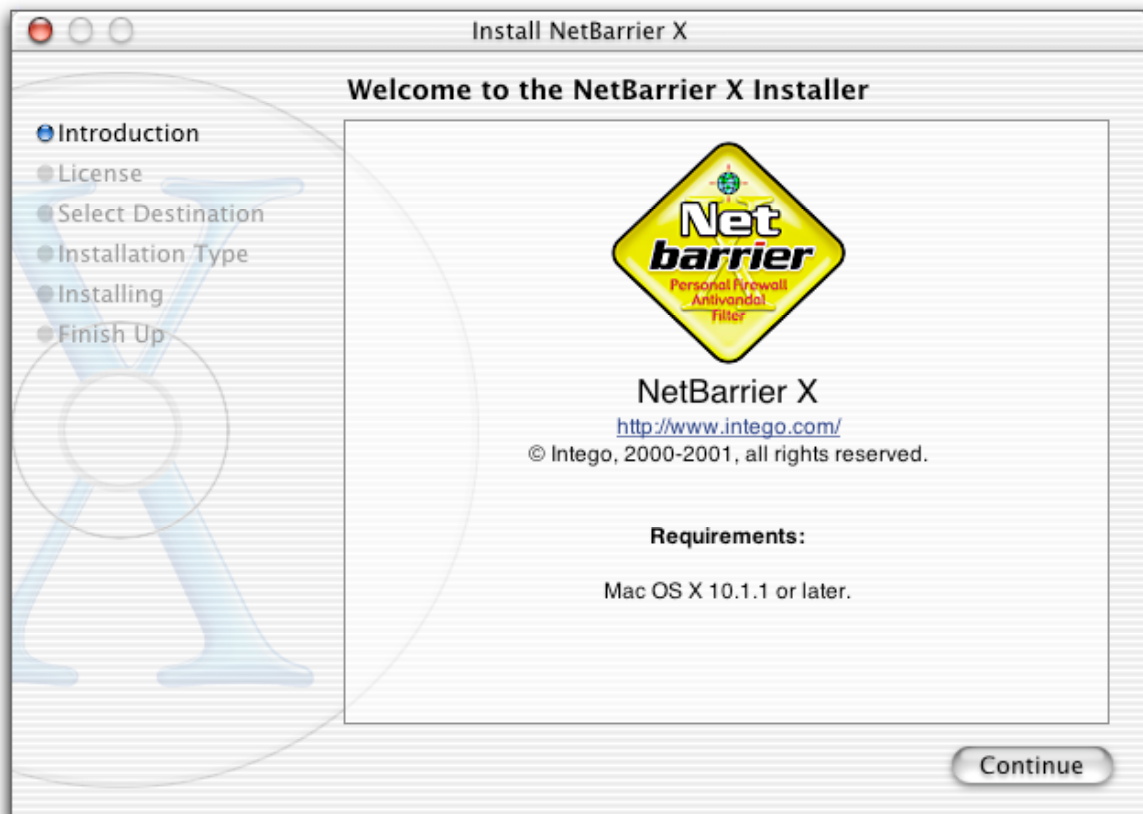 Install NetBarrier X
Welcome to the NetBarrier X Installer
Introduction
License
Select Destination
Installation Type
Installing
Finish Up
Net
barrier
Personal Firewall
Antivandal
Filter
NetBarrier X
http://www.intego.com/
© Intego, 2000-2001, all rights reserved.
Requirements:
Mac OS X 10.1.1 or later.
Continue